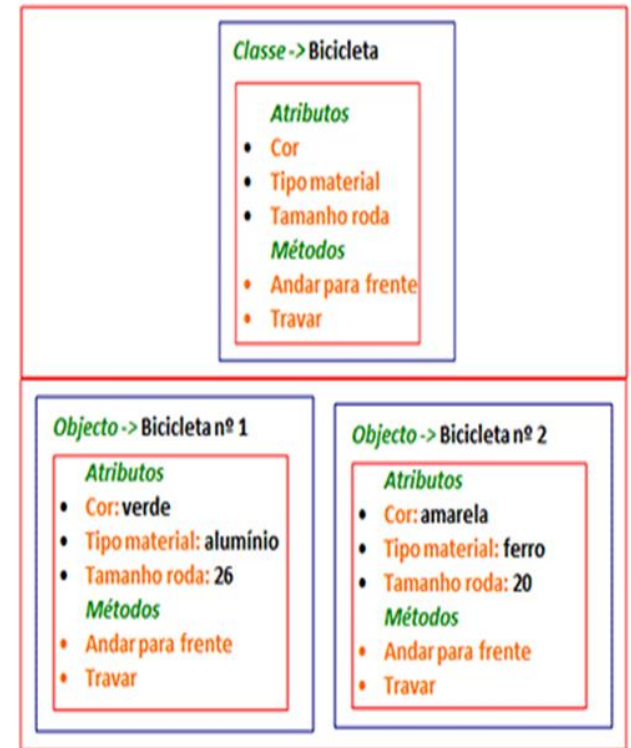 Classe -> Bicicleta
Atributos
• Cor
• Tipo material
• Tamanho roda
Métodos
• Andar para frente
• Travar
Objecto -> Bicicleta nº 1
Atributos
• Cor: verde
• Tipo material: alumínio
• Tamanho roda: 26
Métodos
• Andar para frente
• Travar
Objecto -> Bicicleta nº 2
Atributos
• Cor: amarela
• Tipo material: ferro
• Tamanho roda: 20
Métodos
• Andar para frente
• Travar